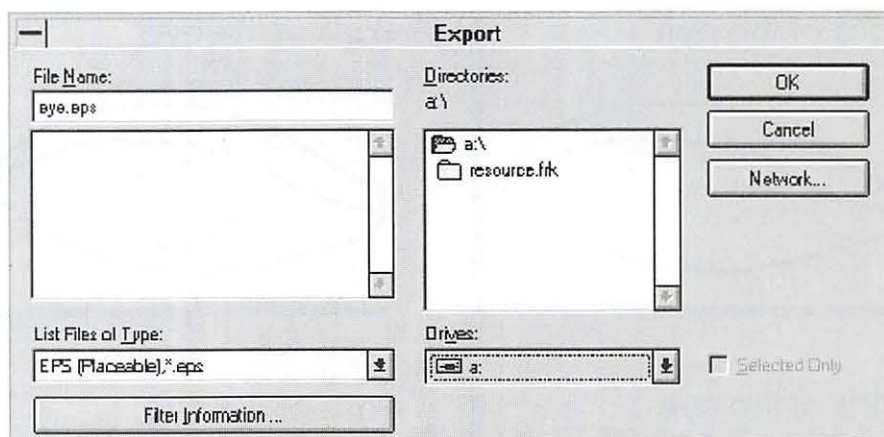 Export
File Name:
eye.eps
List Files of Type:
EPS (Placeable),*.eps
Filter Information ...
Directories:
a:\
a:\
resource.frk
Drives:
a:
OK
Cancel
Network...
Selected Only